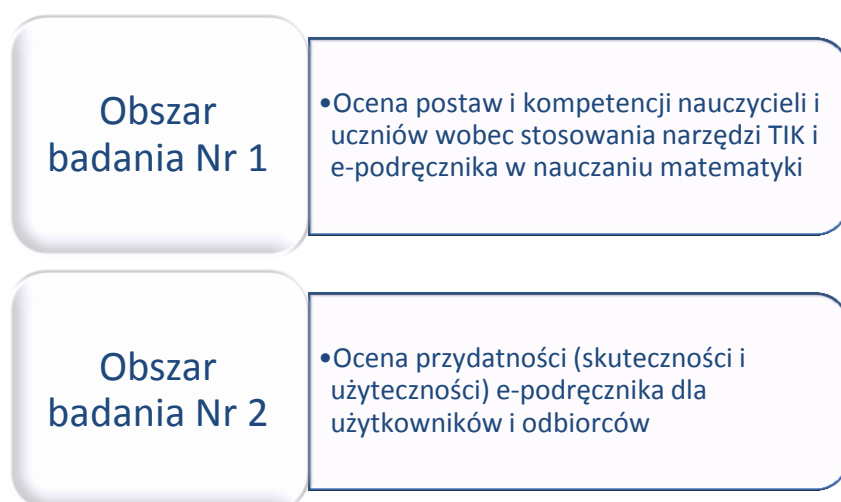 Obszar
badania Nr 1
•Ocena postaw i kompetencji nauczycieli i
uczniów wobec stosowania narzędzi TIK i
e-podręcznika w nauczaniu matematyki
Obszar
badania Nr 2
•Ocena przydatności (skuteczności i
użyteczności) e-podręcznika dla
użytkowników i odbiorców